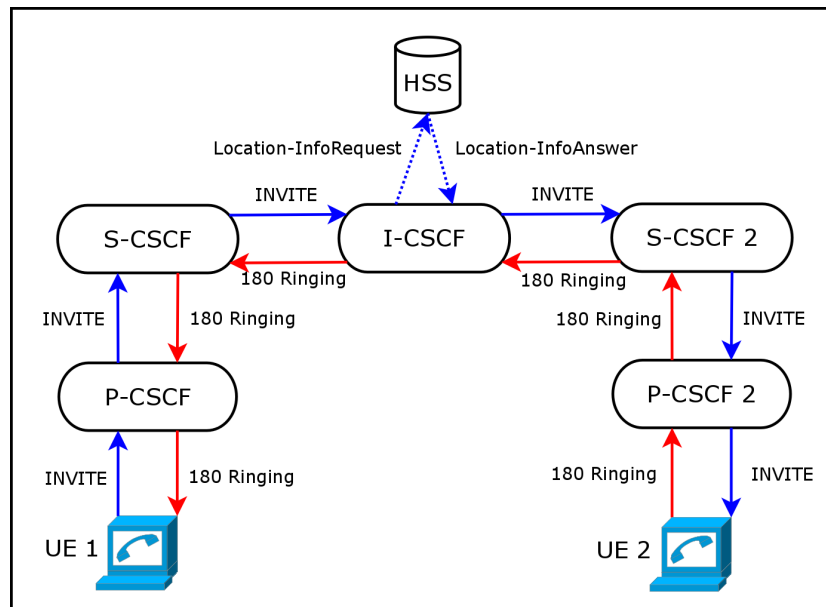 HSS
Location-InfoRequest
Location-InfoAnswer
INVITE
INVITE
S-CSCF
I-CSCF
S-CSCF 2
180 Ringing
180 Ringing
INVITE
180 Ringing
180 Ringing
INVITE
P-CSCF
P-CSCF 2
INVITE
180 Ringing
180 Ringing
INVITE
UE 1
UE 2